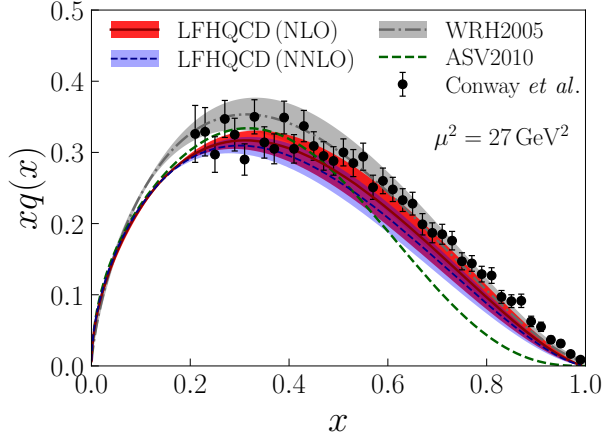 LFHQCD (NLO)
LFHQCD (NNLO)
WRH2005
ASV2010
Conway et al.
μ² = 27 GeV²
xq(x)
0.5
0.4
0.3
0.2
0.1
0.0
0.0 0.2 0.4 0.6 0.8 1.0
x